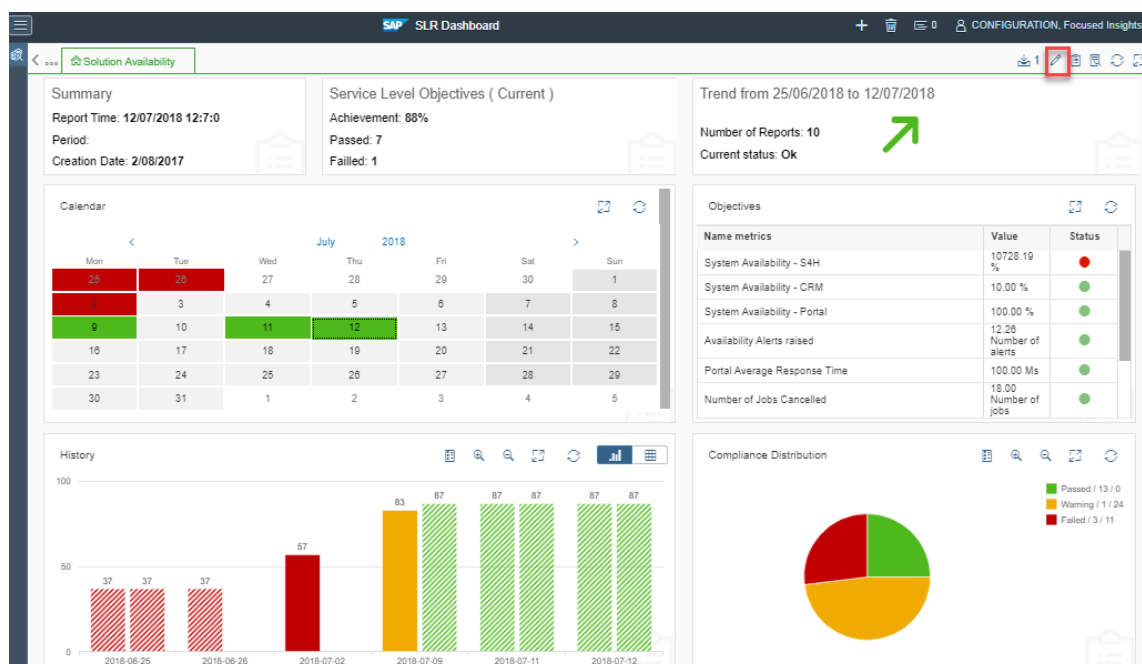 SAP SLR Dashboard
0
CONFIGURATION, Focused Insights
...
Solution Availability
1
Summary
Report Time: 12/07/2018 12:7:0
Period:
Creation Date: 2/08/2017
Service Level Objectives ( Current )
Achievement: 88%
Passed: 7
Failled: 1
Trend from 25/06/2018 to 12/07/2018
Number of Reports: 10
Current status: Ok
Calendar
July 2018
Mon Tue Wed Thu Fri Sat Sun
25 26 27 28 29 30 1
2 3 4 5 6 7 8
9 10 11 12 13 14 15
16 17 18 19 20 21 22
23 24 25 26 27 28 29
30 31 1 2 3 4 5
Objectives
Name metrics Value Status
System Availability - S4H 10728.19
%
System Availability - CRM 10.00 %
System Availability - Portal 100.00 %
Availability Alerts raised 12.26
Number of
alerts
Portal Average Response Time 100.00 Ms
Number of Jobs Cancelled 18.00
Number of
jobs
History
100
50
0
37 37 37 57 83 87 87 87 87 87
2018-06-25 2018-06-26 2018-07-02 2018-07-09 2018-07-11 2018-07-12
Compliance Distribution
Passed / 13 / 0
Warning / 1 / 24
Failed / 3 / 11